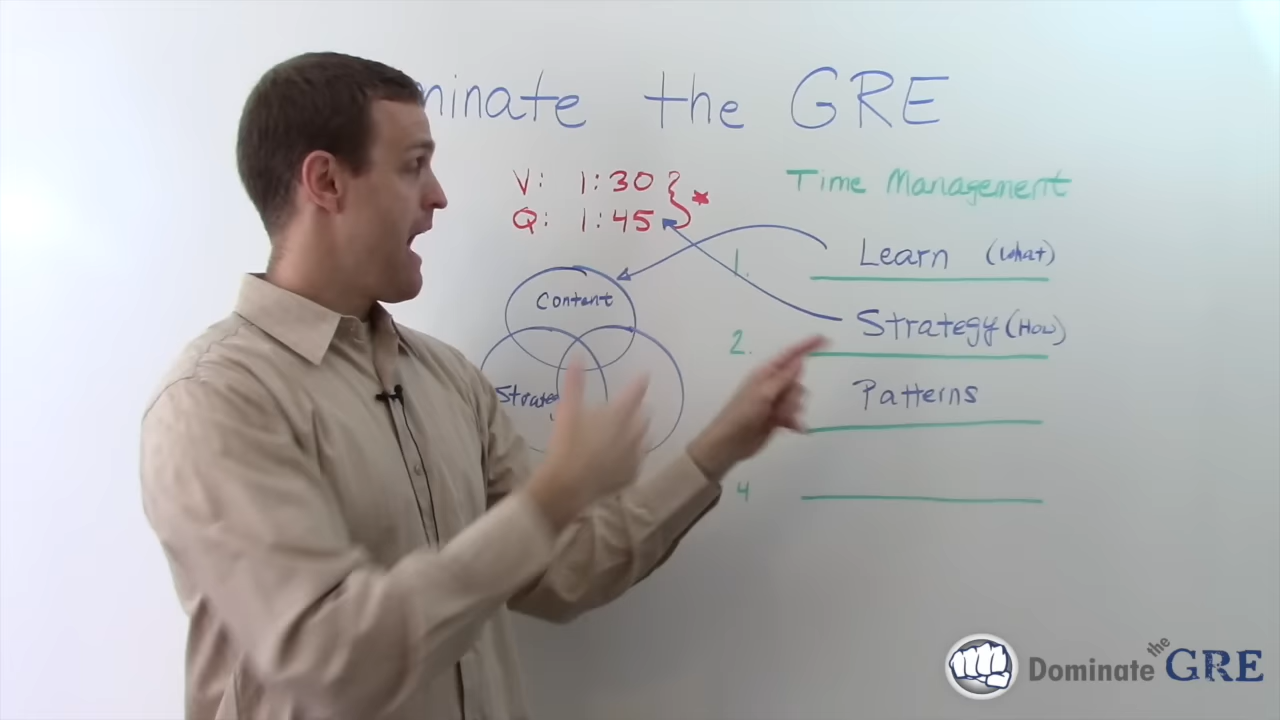 minate the GRE
V: 1:30
Q: 1:45
Time Management
1. Learn (What)
2. Strategy (How)
Patterns
4
Content
Strate
Dominate the GRE